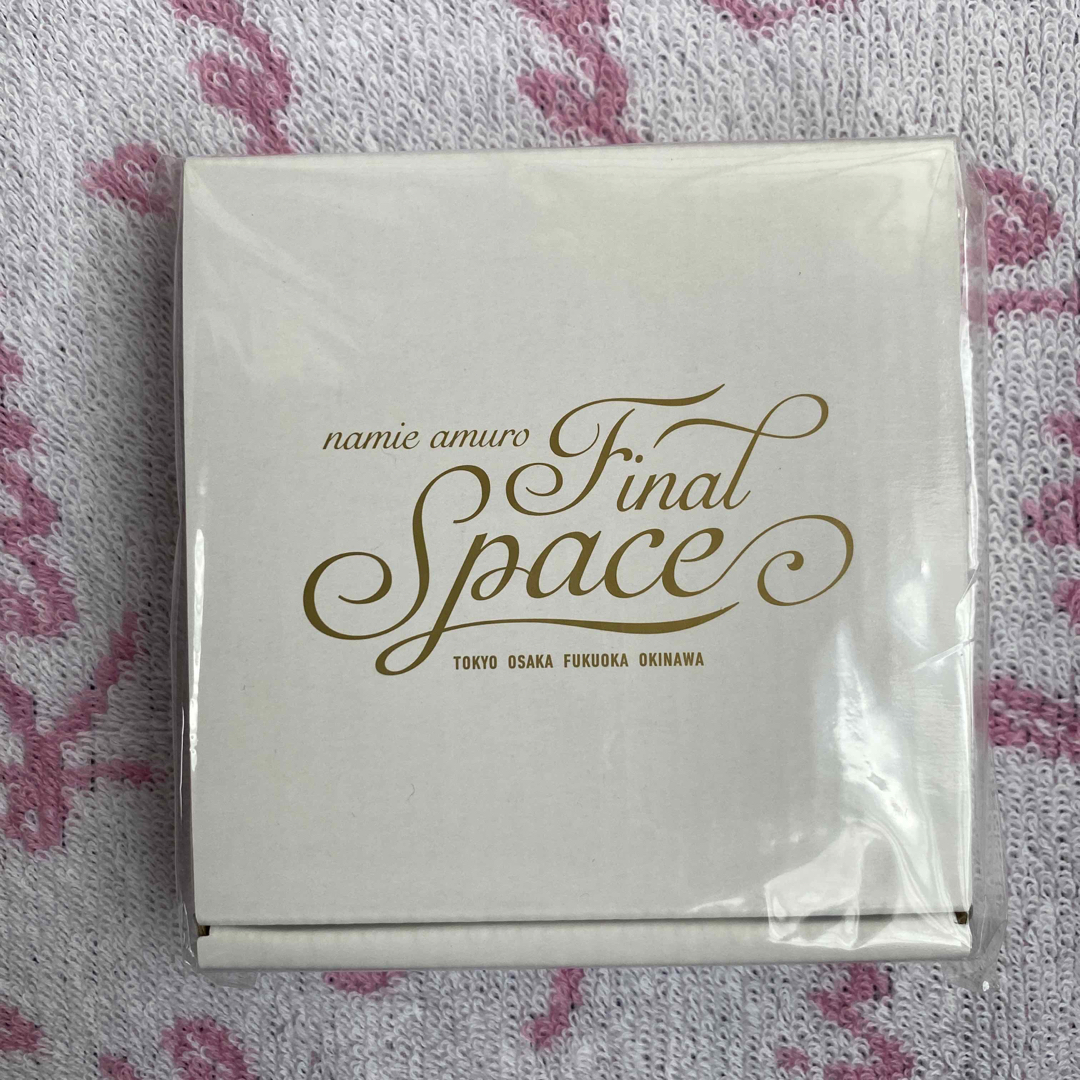 namie amuro Final
Space
TOKYO OSAKA FUKUOKA OKINAWA